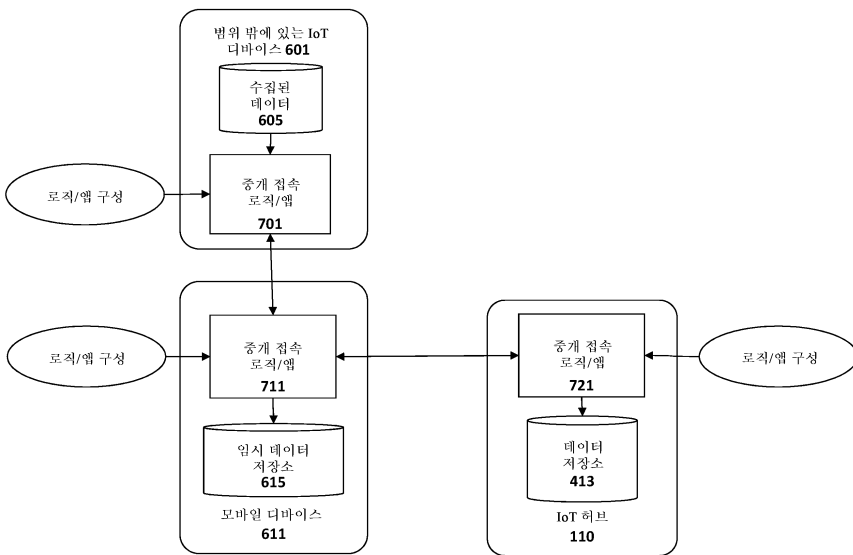 범위 밖에 있는 IoT
디바이스 601
수집된
데이터
605
로직/앱 구성
중개 접속
로직/앱
701
로직/앱 구성
중개 접속
로직/앱
711
임시 데이터
저장소
615
모바일 디바이스
611
중개 접속
로직/앱
721
로직/앱 구성
데이터
저장소
413
IoT 허브
110